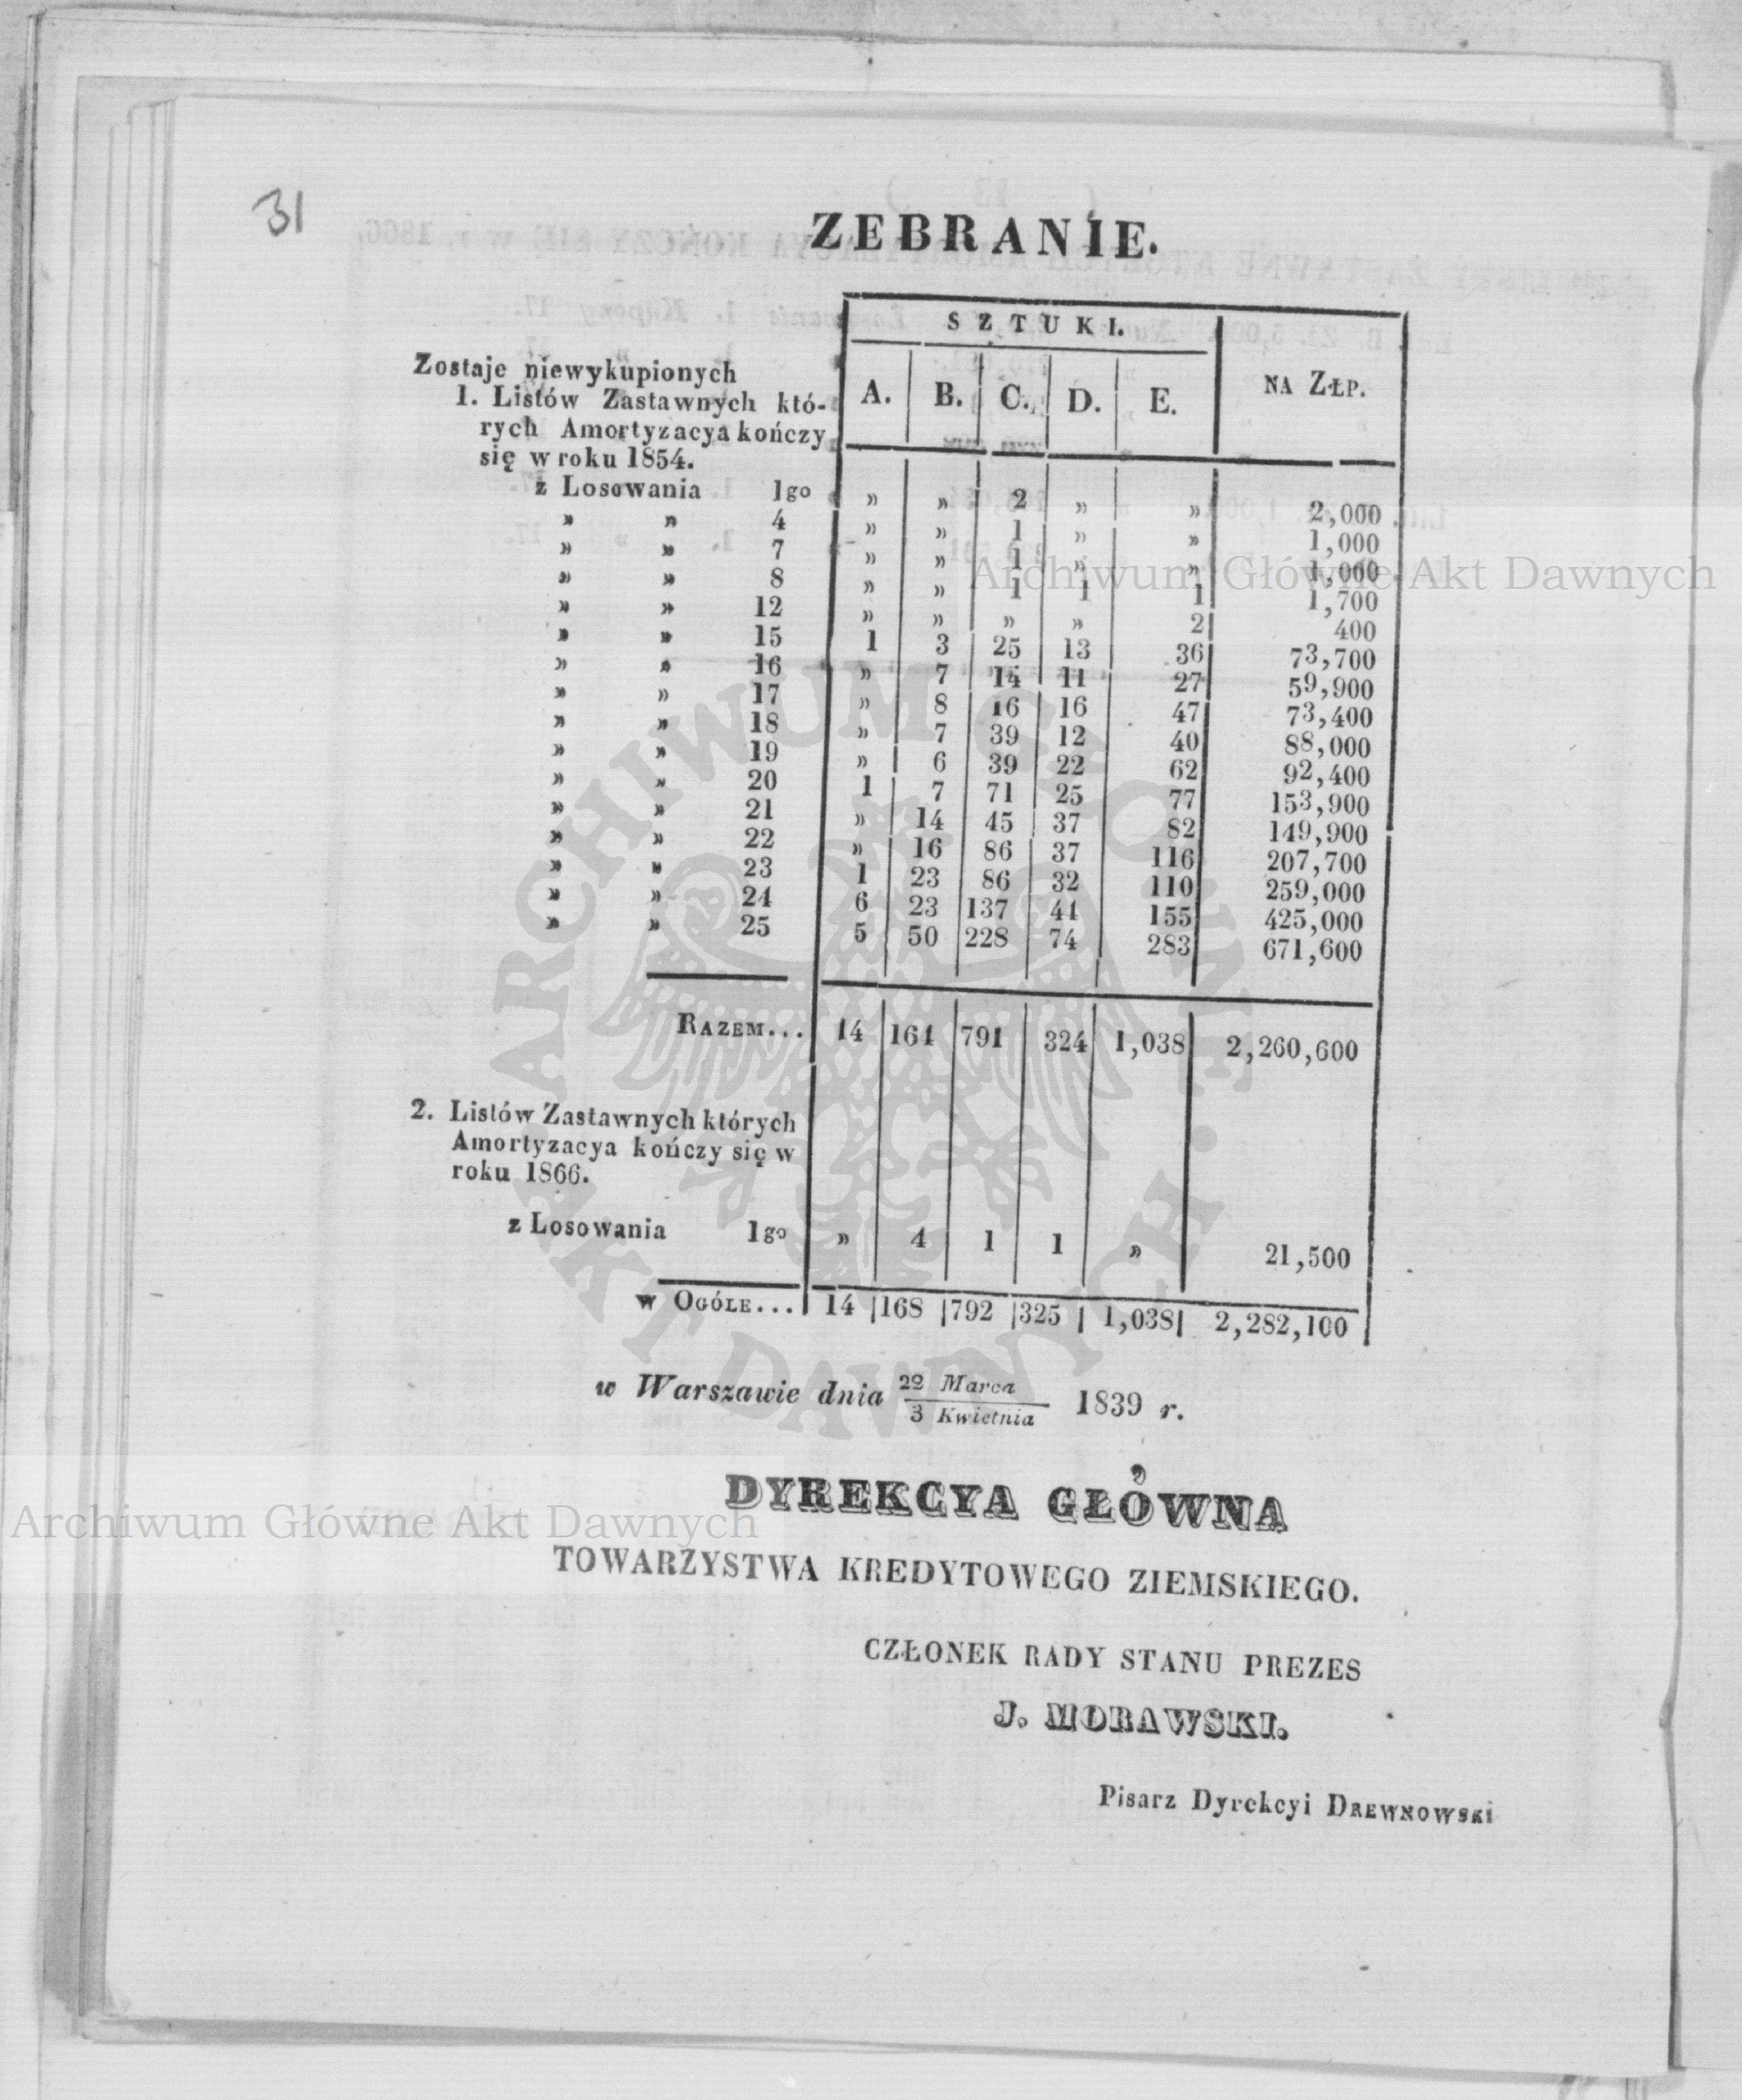 31
ZEBRANIE.
SZTUKI.
A. B. C. D. E. NA ZŁP.
Zostaje niewykupionych
1. Listów Zastawnych któ-
rych Amortyzacya kończy
się w roku 1854.
z Losowania 1go » » 2 » » 2,000
» » 4 » » 1 » » 1,000
» » 7 » » 1 » » 1,000
» » 8 » » 1 1 1 1,700
» » 12 » » » » 2 400
» » 15 1 3 25 13 36 73,700
» » 16 » 7 14 11 27 59,900
» » 17 » 8 16 16 47 73,400
» » 18 » 7 39 12 40 88,000
» » 19 » 6 39 22 62 92,400
» » 20 1 7 71 25 77 153,900
» » 21 » 14 45 37 82 149,900
» » 22 » 16 86 37 116 207,700
» » 23 1 23 86 32 110 259,000
» » 24 6 23 137 44 155 425,000
» » 25 5 50 228 74 283 671,600
RAZEM... 14 164 791 324 1,038 2,260,600
2. Listów Zastawnych których
Amortyzacya kończy się w
roku 1866.
z Losowania 1go » 4 1 1 » 21,500
w OGÓLE... 14 168 792 325 1,038 2,282,100
w Warszawie dnia 22 Marca / 3 Kwietnia 1839 r.
DYREKCYA GŁÓWNA
TOWARZYSTWA KREDYTOWEGO ZIEMSKIEGO.
CZŁONEK RADY STANU PREZES
J. MORAWSKI.
Pisarz Dyrekcyi DREWNOWSKI
Archiwum Główne Akt Dawnych
Archiwum Główne Akt Dawnych
ARCHIWUM GŁÓWNE · AKT DAWNYCH ·